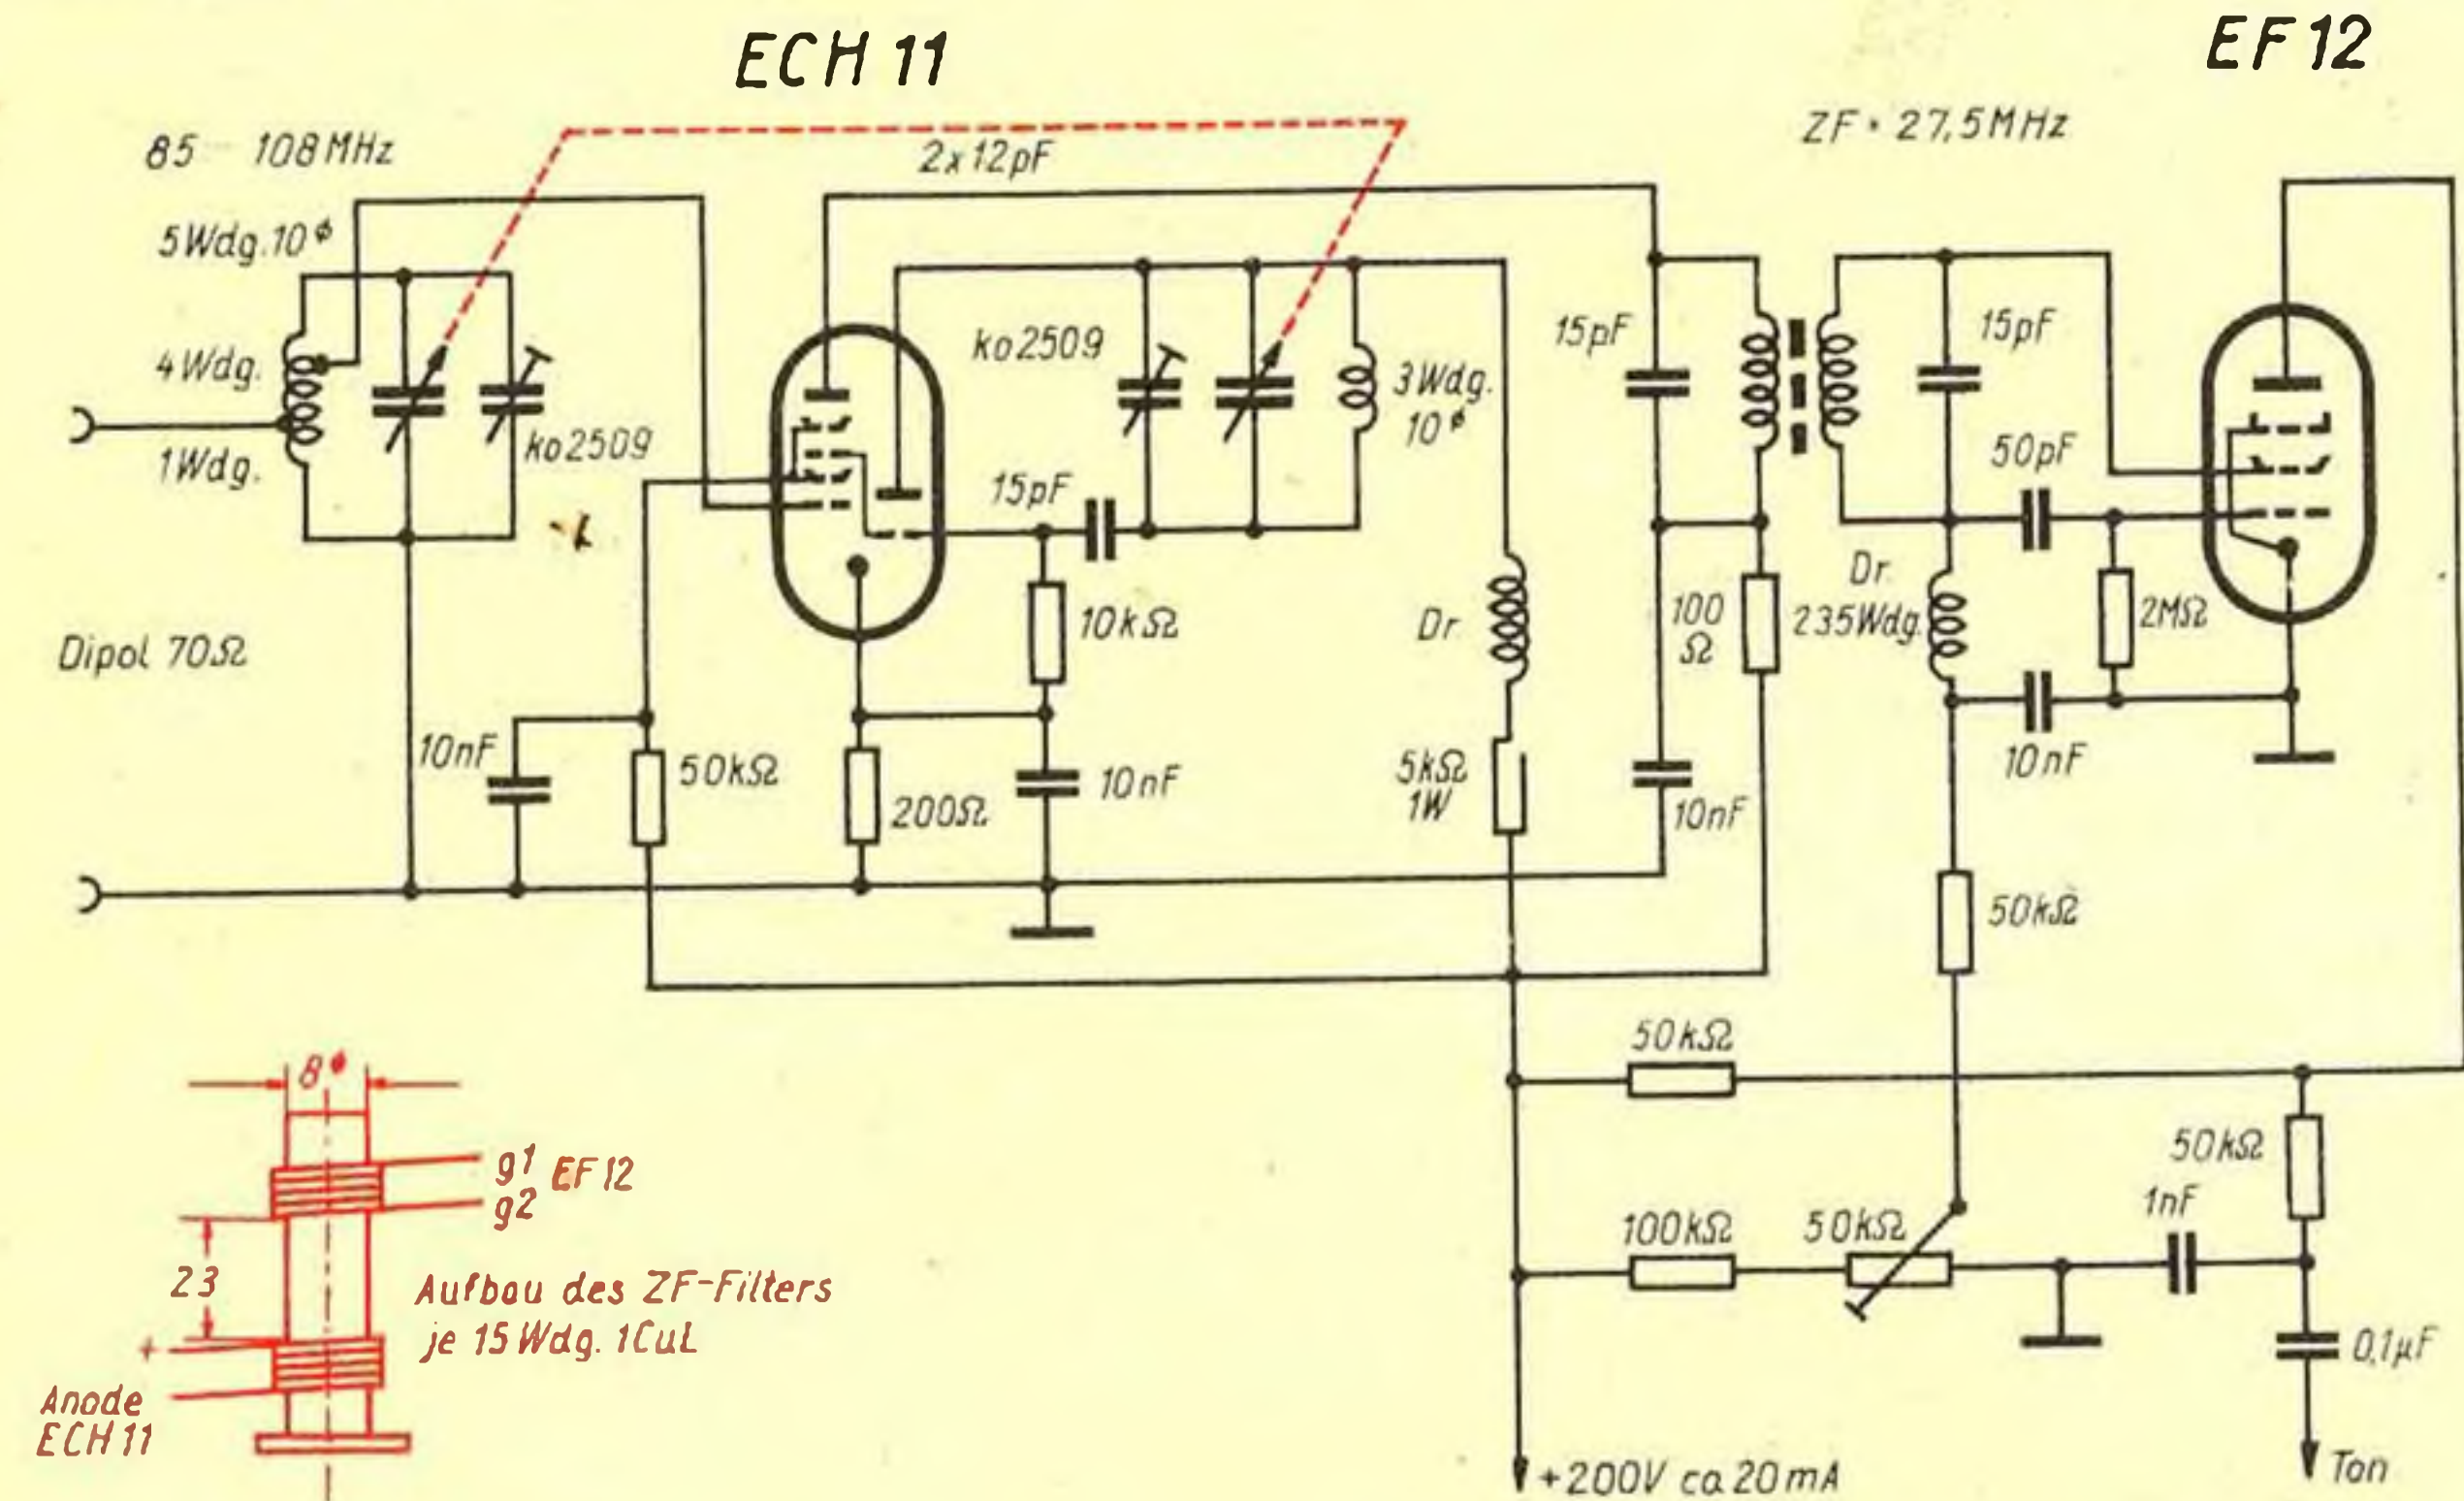 ECH 11
EF 12
85 - 108 MHz
2x12pF
ZF · 27,5 MHz
5 Wdg. 10⌀
4 Wdg.
1 Wdg.
ko 2509
ko 2509
3 Wdg.
10⌀
15pF
15pF
15pF
50pF
Dipol 70Ω
10kΩ
Dr
100
Ω
Dr.
235 Wdg.
2MΩ
10nF
50kΩ
200Ω
10nF
5kΩ
1W
10nF
10nF
50kΩ
50kΩ
50kΩ
1nF
100kΩ
50kΩ
0,1µF
+200V ca 20mA
Ton
8⌀
g1 EF 12
g2
23
Aufbau des ZF-Filters
je 15 Wdg. 1CuL
+
Anode
ECH 11